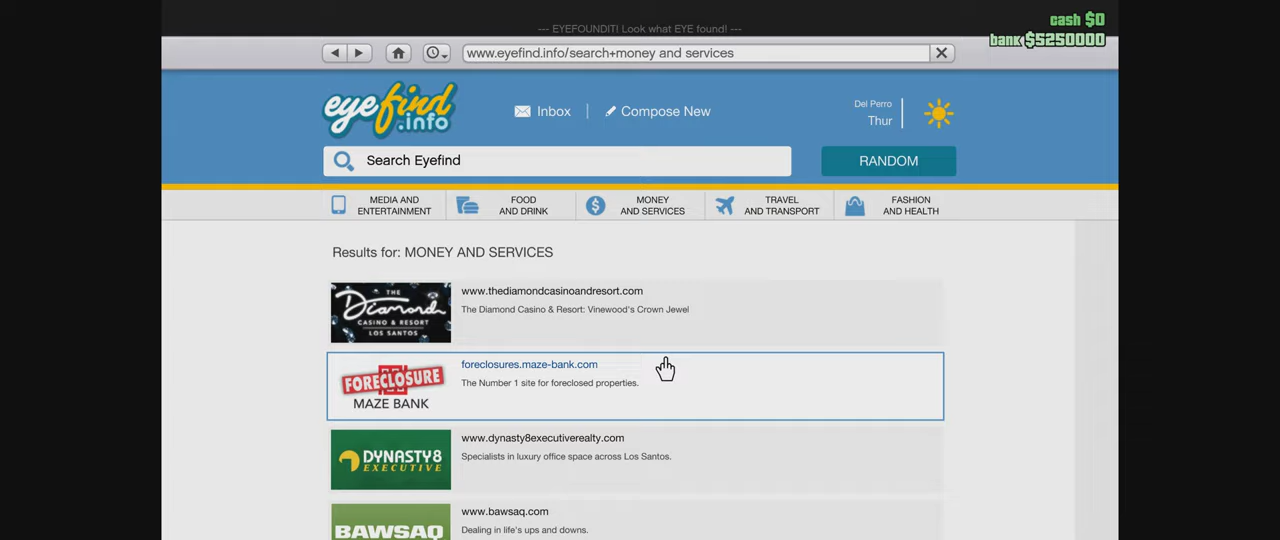 --- EYEFOUNDIT! Look what EYE found! ---
cash $0
bank $5250000
www.eyefind.info/search+money and services
eyefind
.info
Inbox
Compose New
Del Perro
Thur
Search Eyefind
RANDOM
MEDIA AND
ENTERTAINMENT
FOOD
AND DRINK
MONEY
AND SERVICES
TRAVEL
AND TRANSPORT
FASHION
AND HEALTH
Results for: MONEY AND SERVICES
THE
Diamond
CASINO & RESORT
LOS SANTOS
www.thediamondcasinoandresort.com
The Diamond Casino & Resort: Vinewood's Crown Jewel
FORECLOSURE
MAZE BANK
foreclosures.maze-bank.com
The Number 1 site for foreclosed properties.
DYNASTY8
EXECUTIVE
www.dynasty8executiverealty.com
Specialists in luxury office space across Los Santos.
BAWSAQ
www.bawsaq.com
Dealing in life's ups and downs.